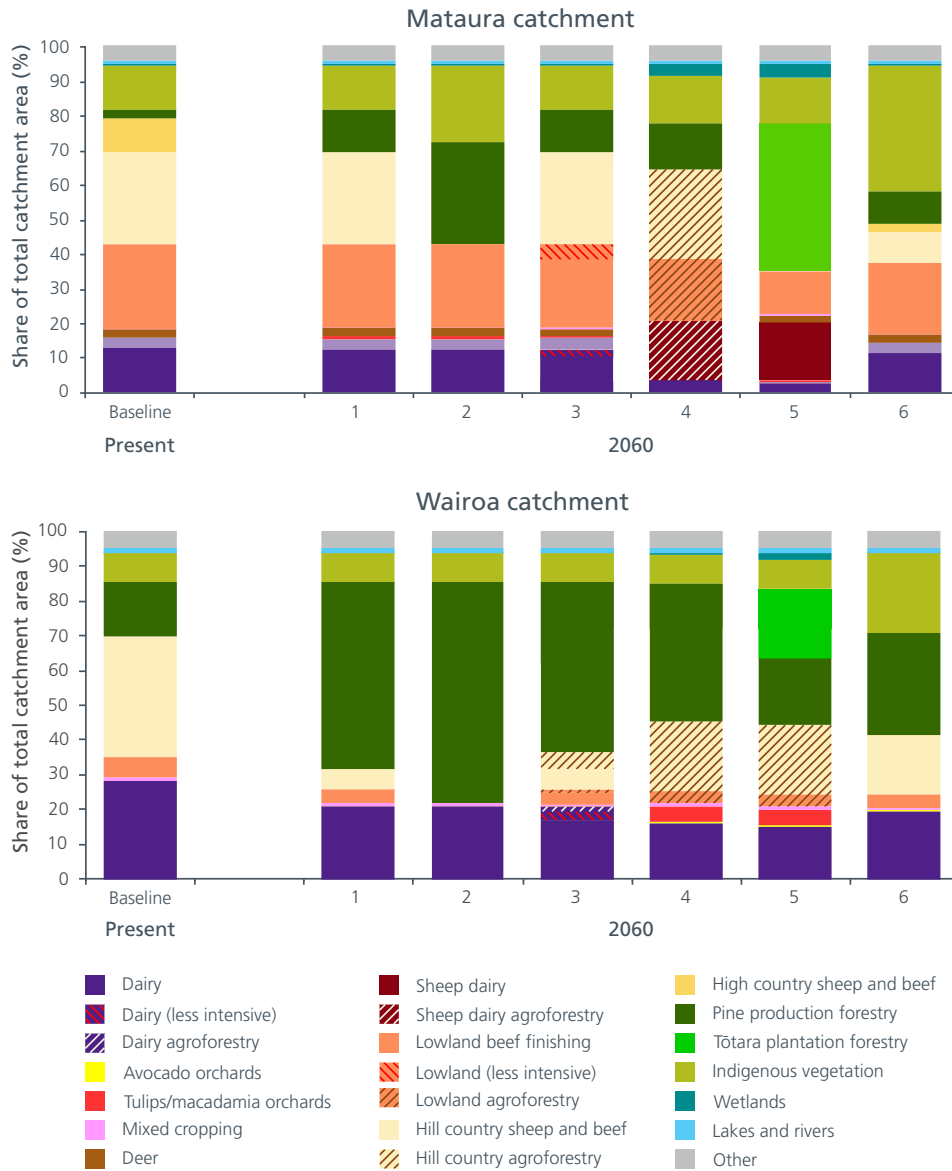 Mataura catchment
Share of total catchment area (%)
100
90
80
70
60
50
40
30
20
10
0
Baseline 1 2 3 4 5 6
Present 2060
Wairoa catchment
Share of total catchment area (%)
100
90
80
70
60
50
40
30
20
10
0
Baseline 1 2 3 4 5 6
Present 2060
Dairy
Dairy (less intensive)
Dairy agroforestry
Avocado orchards
Tulips/macadamia orchards
Mixed cropping
Deer
Sheep dairy
Sheep dairy agroforestry
Lowland beef finishing
Lowland (less intensive)
Lowland agroforestry
Hill country sheep and beef
Hill country agroforestry
High country sheep and beef
Pine production forestry
Tōtara plantation forestry
Indigenous vegetation
Wetlands
Lakes and rivers
Other